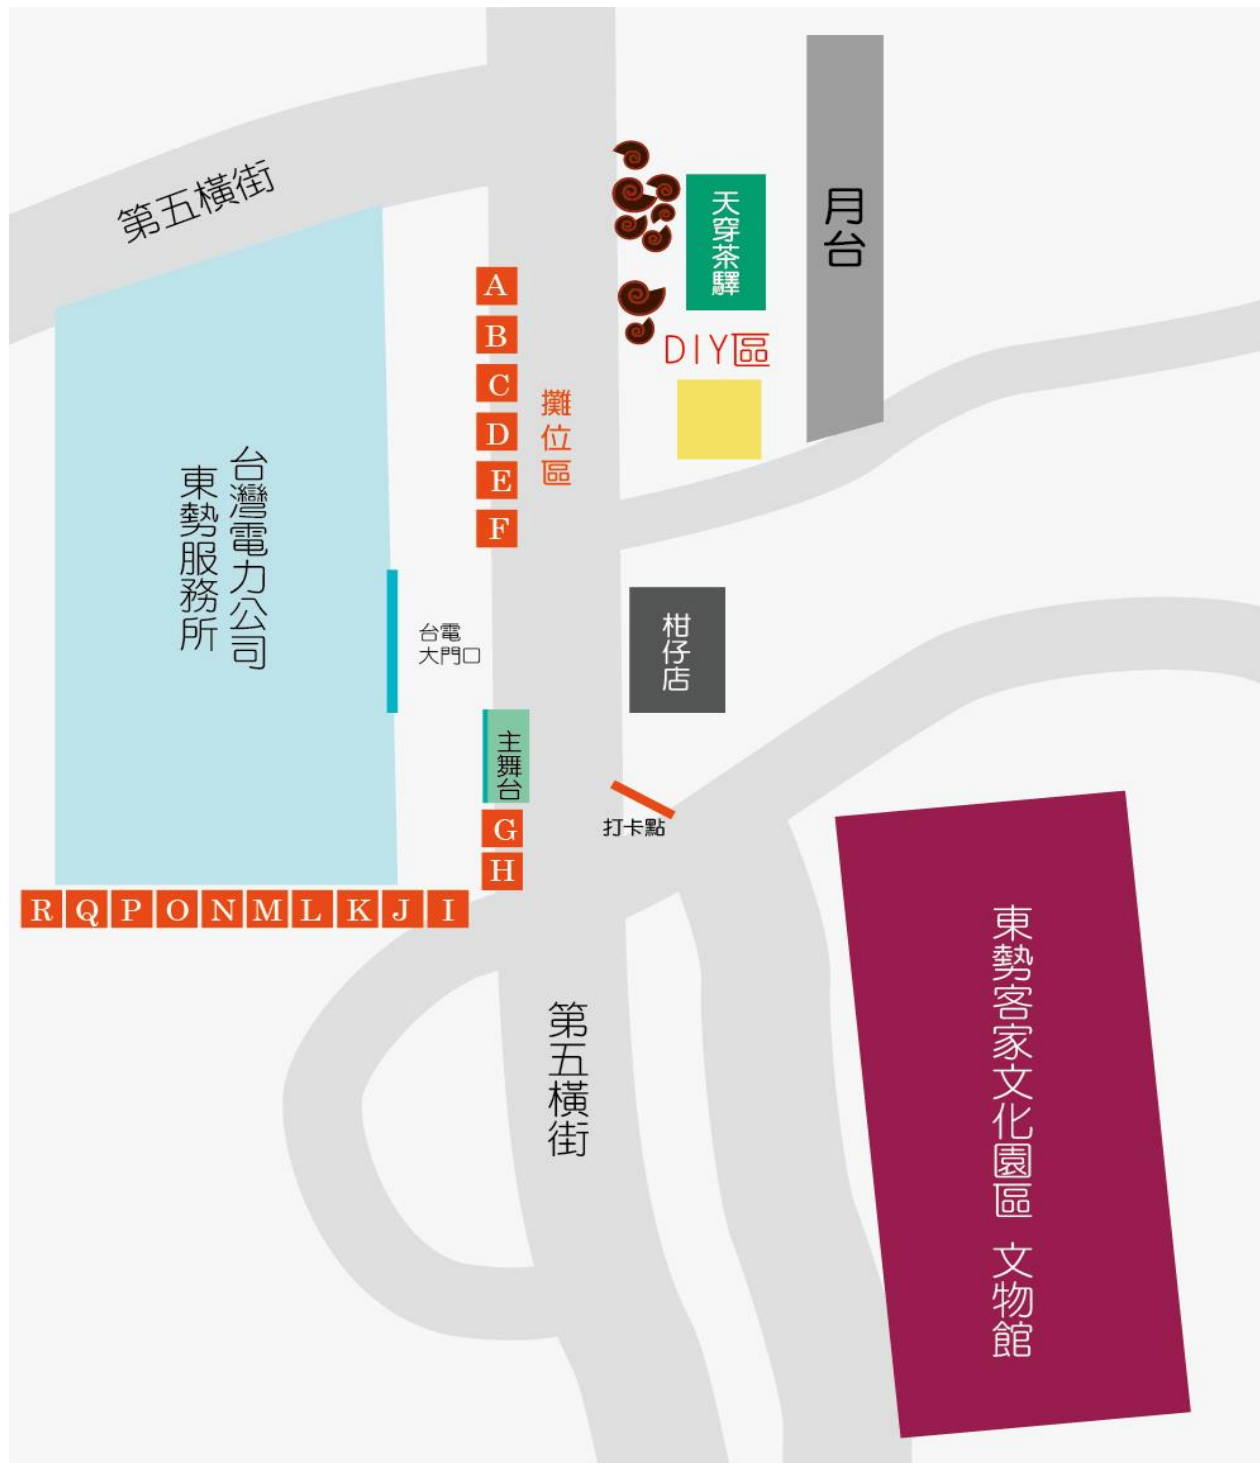 第五橫街
月台
天穿茶驛
DIY區
A
B
C
D
E
F
攤位區
台灣電力公司
東勢服務所
台電
大門口
柑仔店
主舞台
打卡點
G
H
R Q P O N M L K J I
第五橫街
東勢客家文化園區 文物館